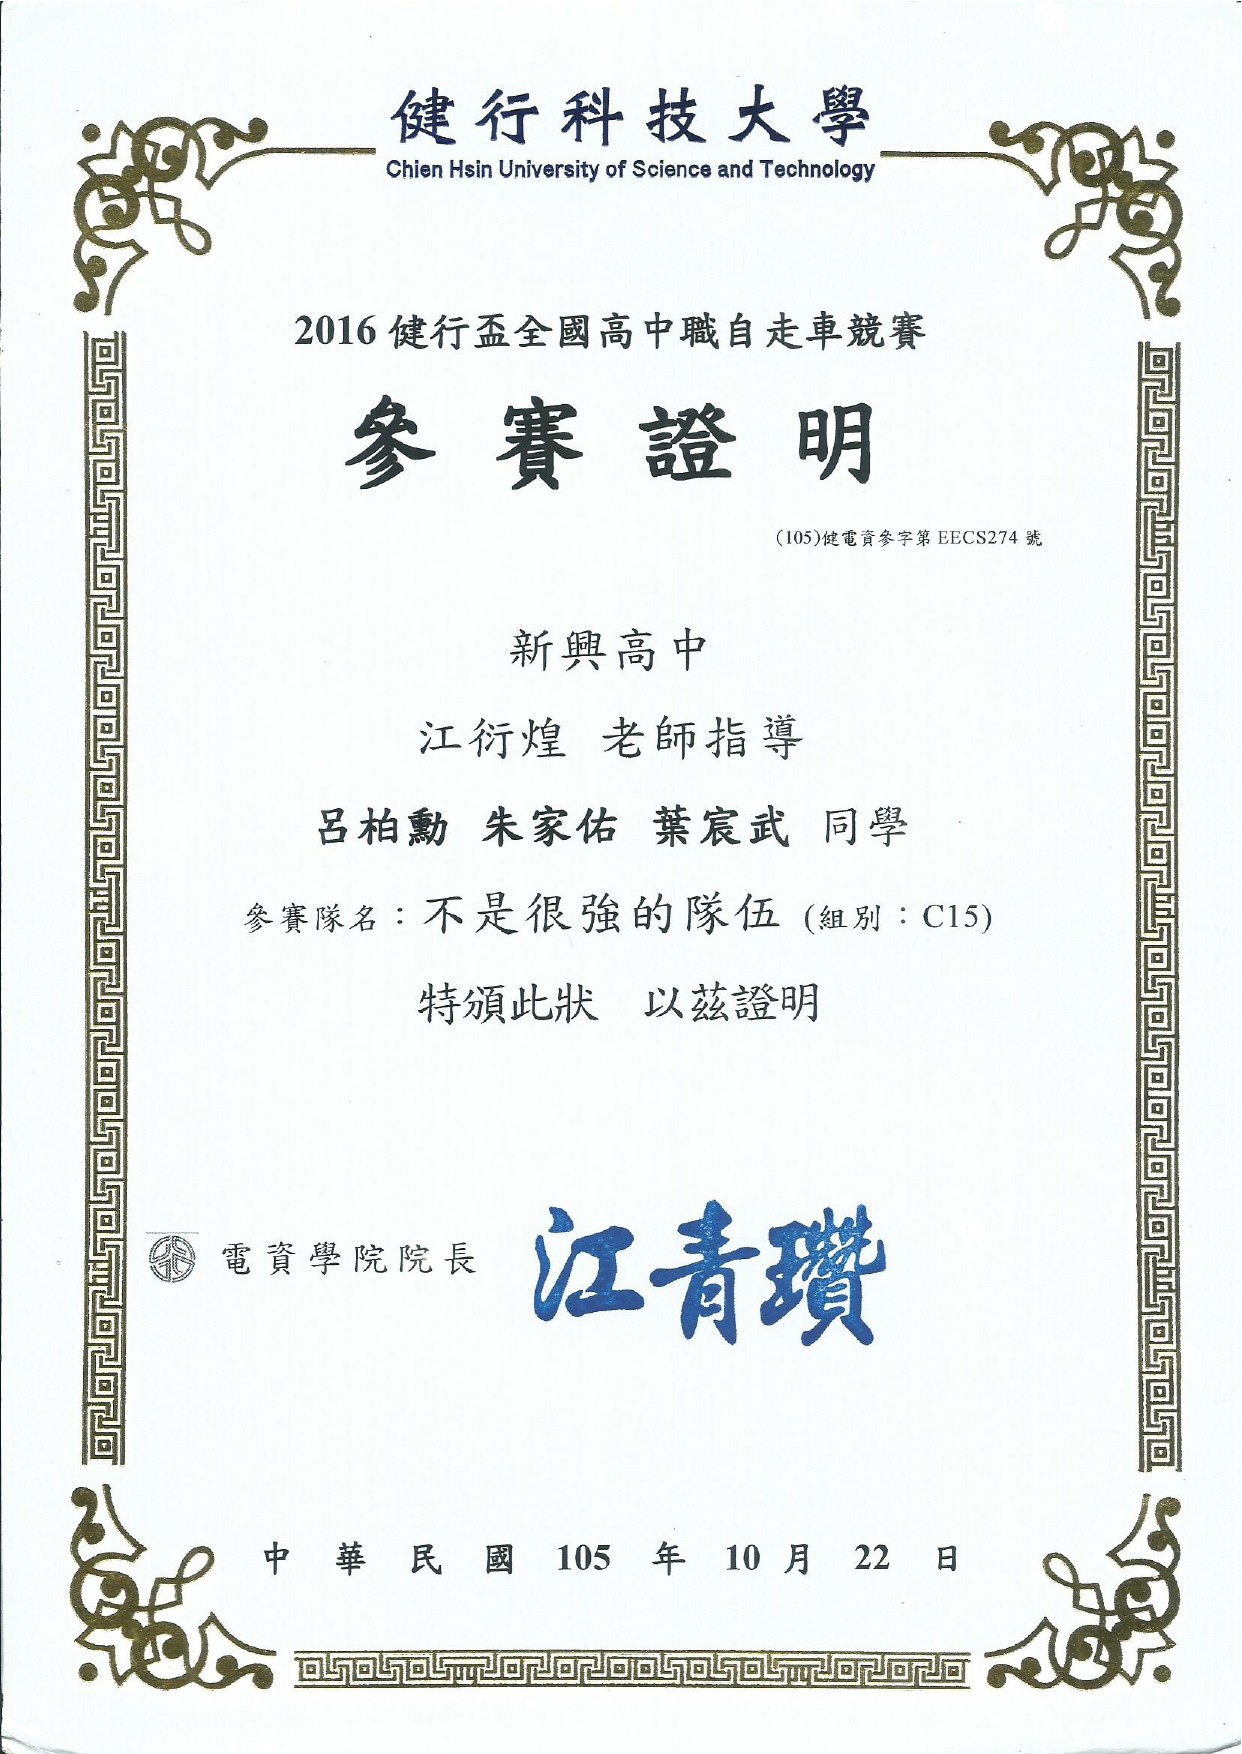 健行科技大學
Chien Hsin University of Science and Technology
2016 健行盃全國高中職自走車競賽
參賽證明
(105)健電資參字第 EECS274 號
新興高中
江衍煌 老師指導
呂柏勳 朱家佑 葉宸武 同學
參賽隊名：不是很強的隊伍 (組別：C15)
特頒此狀 以茲證明
電資學院院長 江青瓚
中華民國 105 年 10 月 22 日